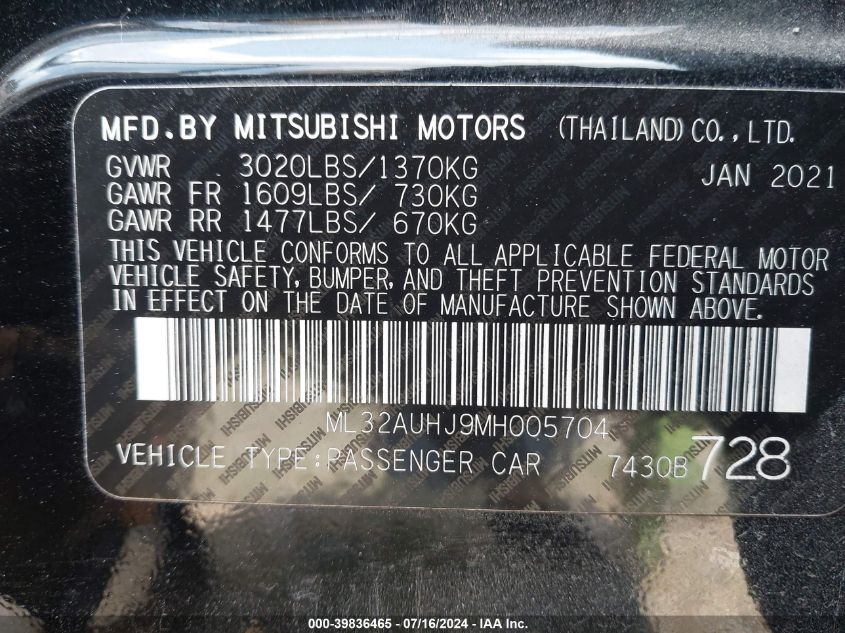 MFD.BY MITSUBISHI MOTORS (THAILAND)CO.,LTD.
GVWR 3020LBS/1370KG JAN 2021
GAWR FR 1609LBS/ 730KG
GAWR RR 1477LBS/ 670KG
THIS VEHICLE CONFORMS TO ALL APPLICABLE FEDERAL MOTOR
VEHICLE SAFETY, BUMPER, AND THEFT PREVENTION STANDARDS
IN EFFECT ON THE DATE OF MANUFACTURE SHOWN ABOVE.
ML32AUHJ9MH005704
VEHICLE TYPE:PASSENGER CAR 7430B 728
000-39836465 - 07/16/2024 - IAA Inc.